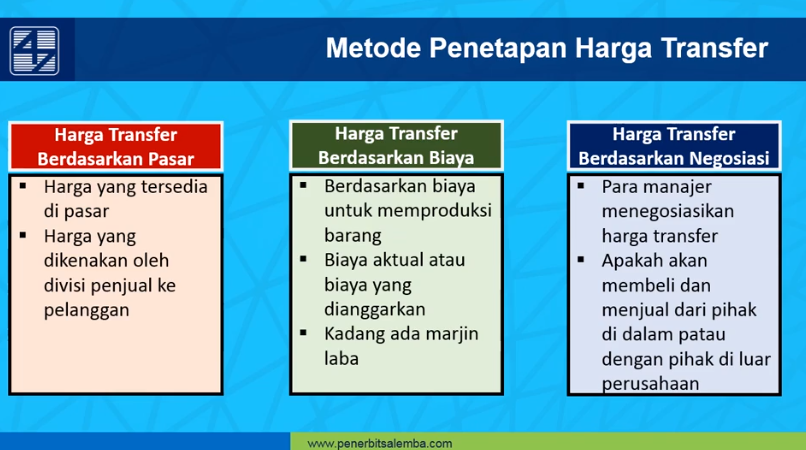 Metode Penetapan Harga Transfer
Harga Transfer
Berdasarkan Pasar
▪ Harga yang tersedia
di pasar
▪ Harga yang
dikenakan oleh
divisi penjual ke
pelanggan
Harga Transfer
Berdasarkan Biaya
▪ Berdasarkan biaya
untuk memproduksi
barang
▪ Biaya aktual atau
biaya yang
dianggarkan
▪ Kadang ada marjin
laba
Harga Transfer
Berdasarkan Negosiasi
▪ Para manajer
menegosiasikan
harga transfer
▪ Apakah akan
membeli dan
menjual dari pihak
di dalam patau
dengan pihak di luar
perusahaan
www.penerbitsalemba.com